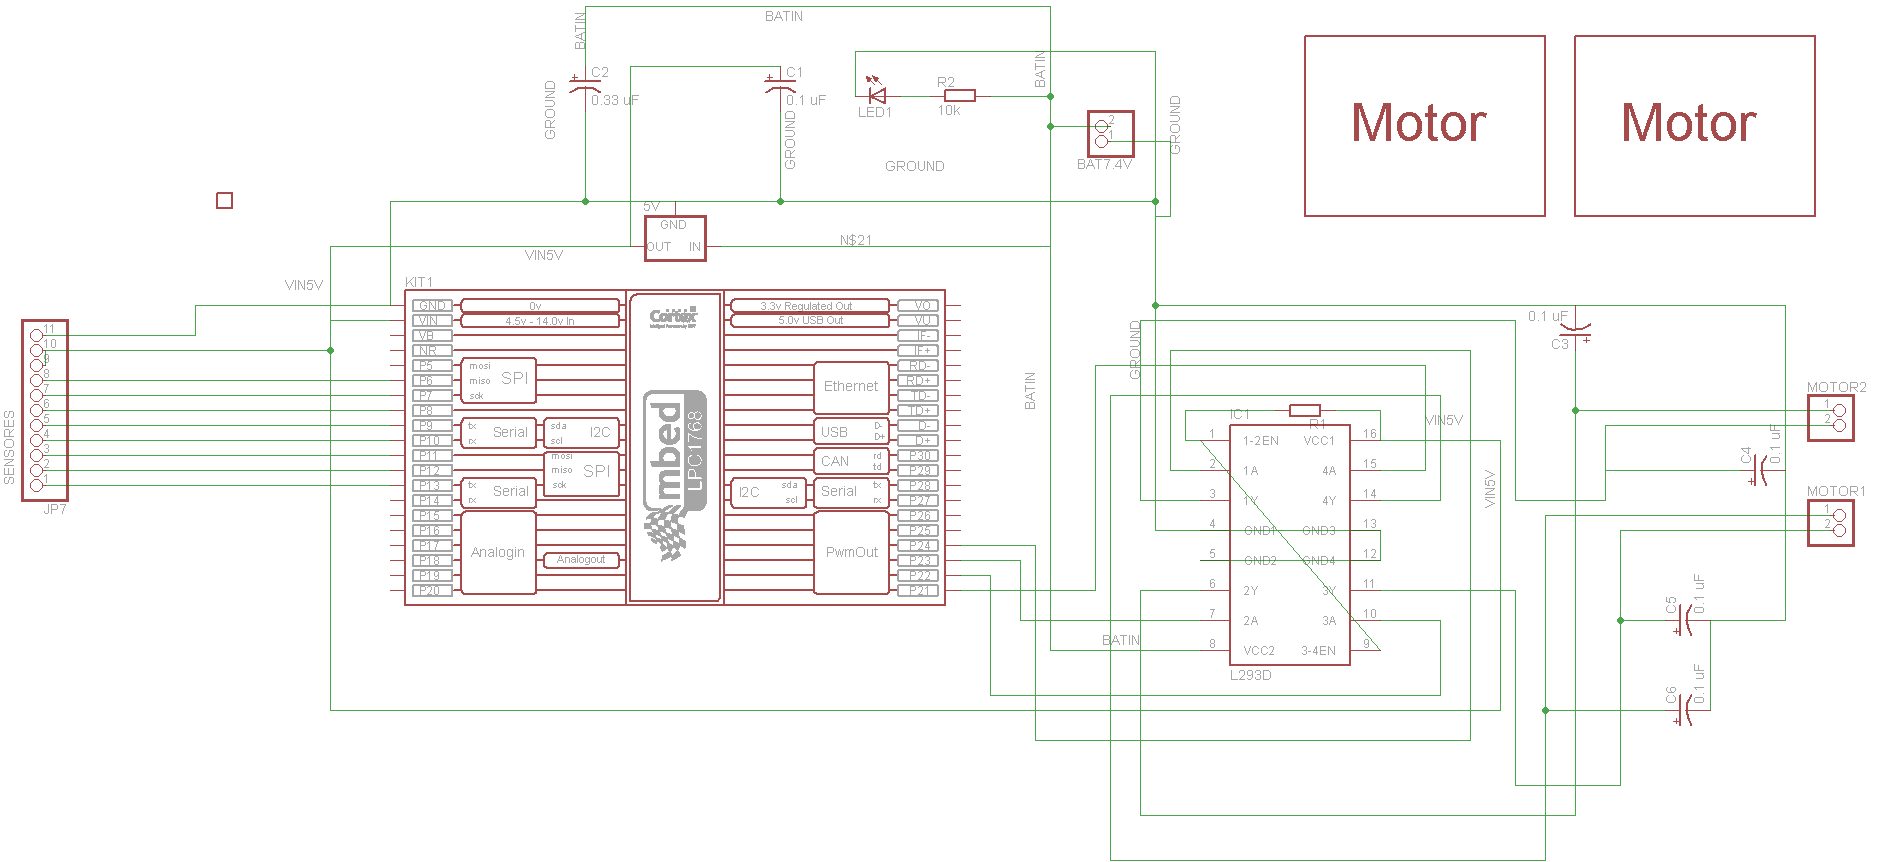 BATIN
BATIN
C2
0.33 uF
GROUND
C1
0.1 uF
GROUND
LED1
R2
10k
BATIN
2
1
BAT7.4V
GROUND
GROUND
Motor
Motor
5V
GND
OUT
IN
N$21
VIN5V
VIN5V
KIT1
GND
VIN
VB
NR
P5
P6
P7
P8
P9
P10
P11
P12
P13
P14
P15
P16
P17
P18
P19
P20
0v
4.5v - 14.0v In
mosi
miso
sck
SPI
tx
rx
Serial
sda
scl
I2C
mosi
miso
sck
SPI
tx
rx
Serial
Analogin
Analogout
Cortex
mbed
LPC1768
3.3v Regulated Out
5.0v USB Out
Ethernet
USB
D-
D+
CAN
rd
td
I2C
sda
scl
Serial
tx
rx
PwmOut
VO
VU
IF-
IF+
RD-
RD+
TD-
TD+
D-
D+
P30
P29
P28
P27
P26
P25
P24
P23
P22
P21
11
10
9
8
7
6
5
4
3
2
1
SENSORES
JP7
GROUND
BATIN
BATIN
IC1
R1
VIN5V
VIN5V
1
1-2EN
VCC1
16
2
1A
4A
15
3
1Y
4Y
14
4
GND1
GND3
13
5
GND2
GND4
12
6
2Y
3Y
11
7
2A
3A
10
8
VCC2
3-4EN
9
L293D
0.1 uF
C3
MOTOR2
1
2
C4
0.1 uF
MOTOR1
1
2
C5
0.1 uF
C6
0.1 uF